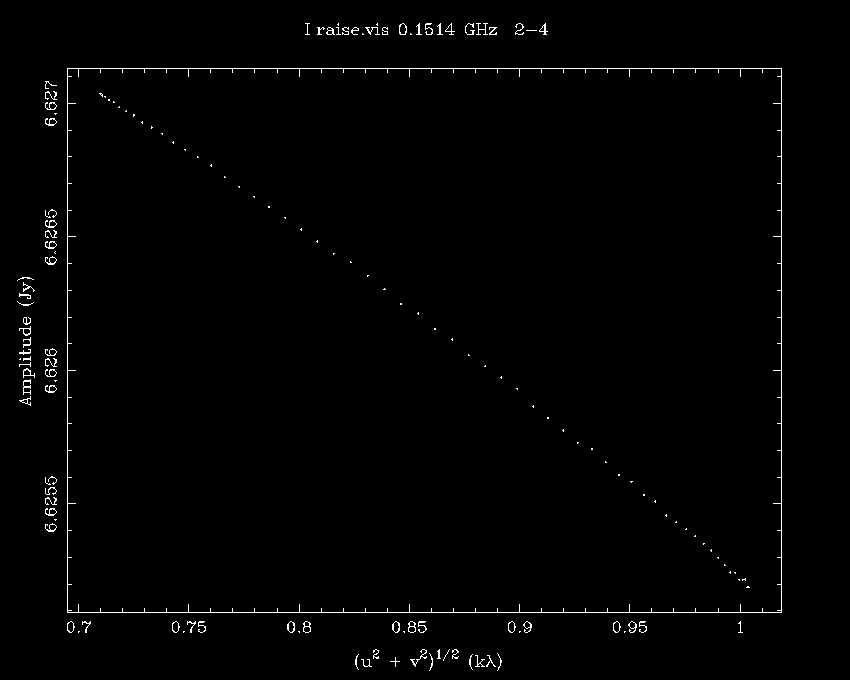 I raise.vis 0.1514 GHz 2−4
6.627
6.6265
6.626
6.6255
Amplitude (Jy)
0.7 0.75 0.8 0.85 0.9 0.95 1
(u² + v²)¹/² (kλ)